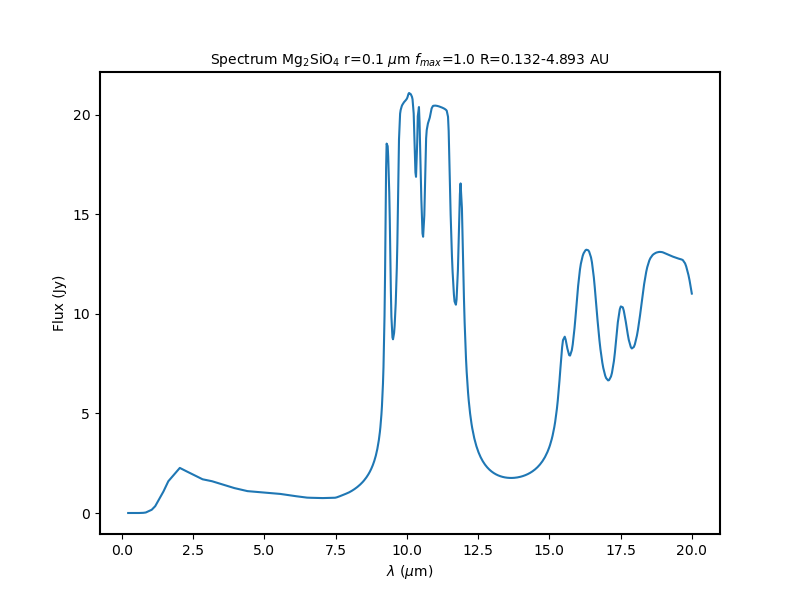 Spectrum Mg₂SiO₄ r=0.1 μm f_max=1.0 R=0.132-4.893 AU
20
15
10
5
0
Flux (Jy)
0.0 2.5 5.0 7.5 10.0 12.5 15.0 17.5 20.0
λ (μm)